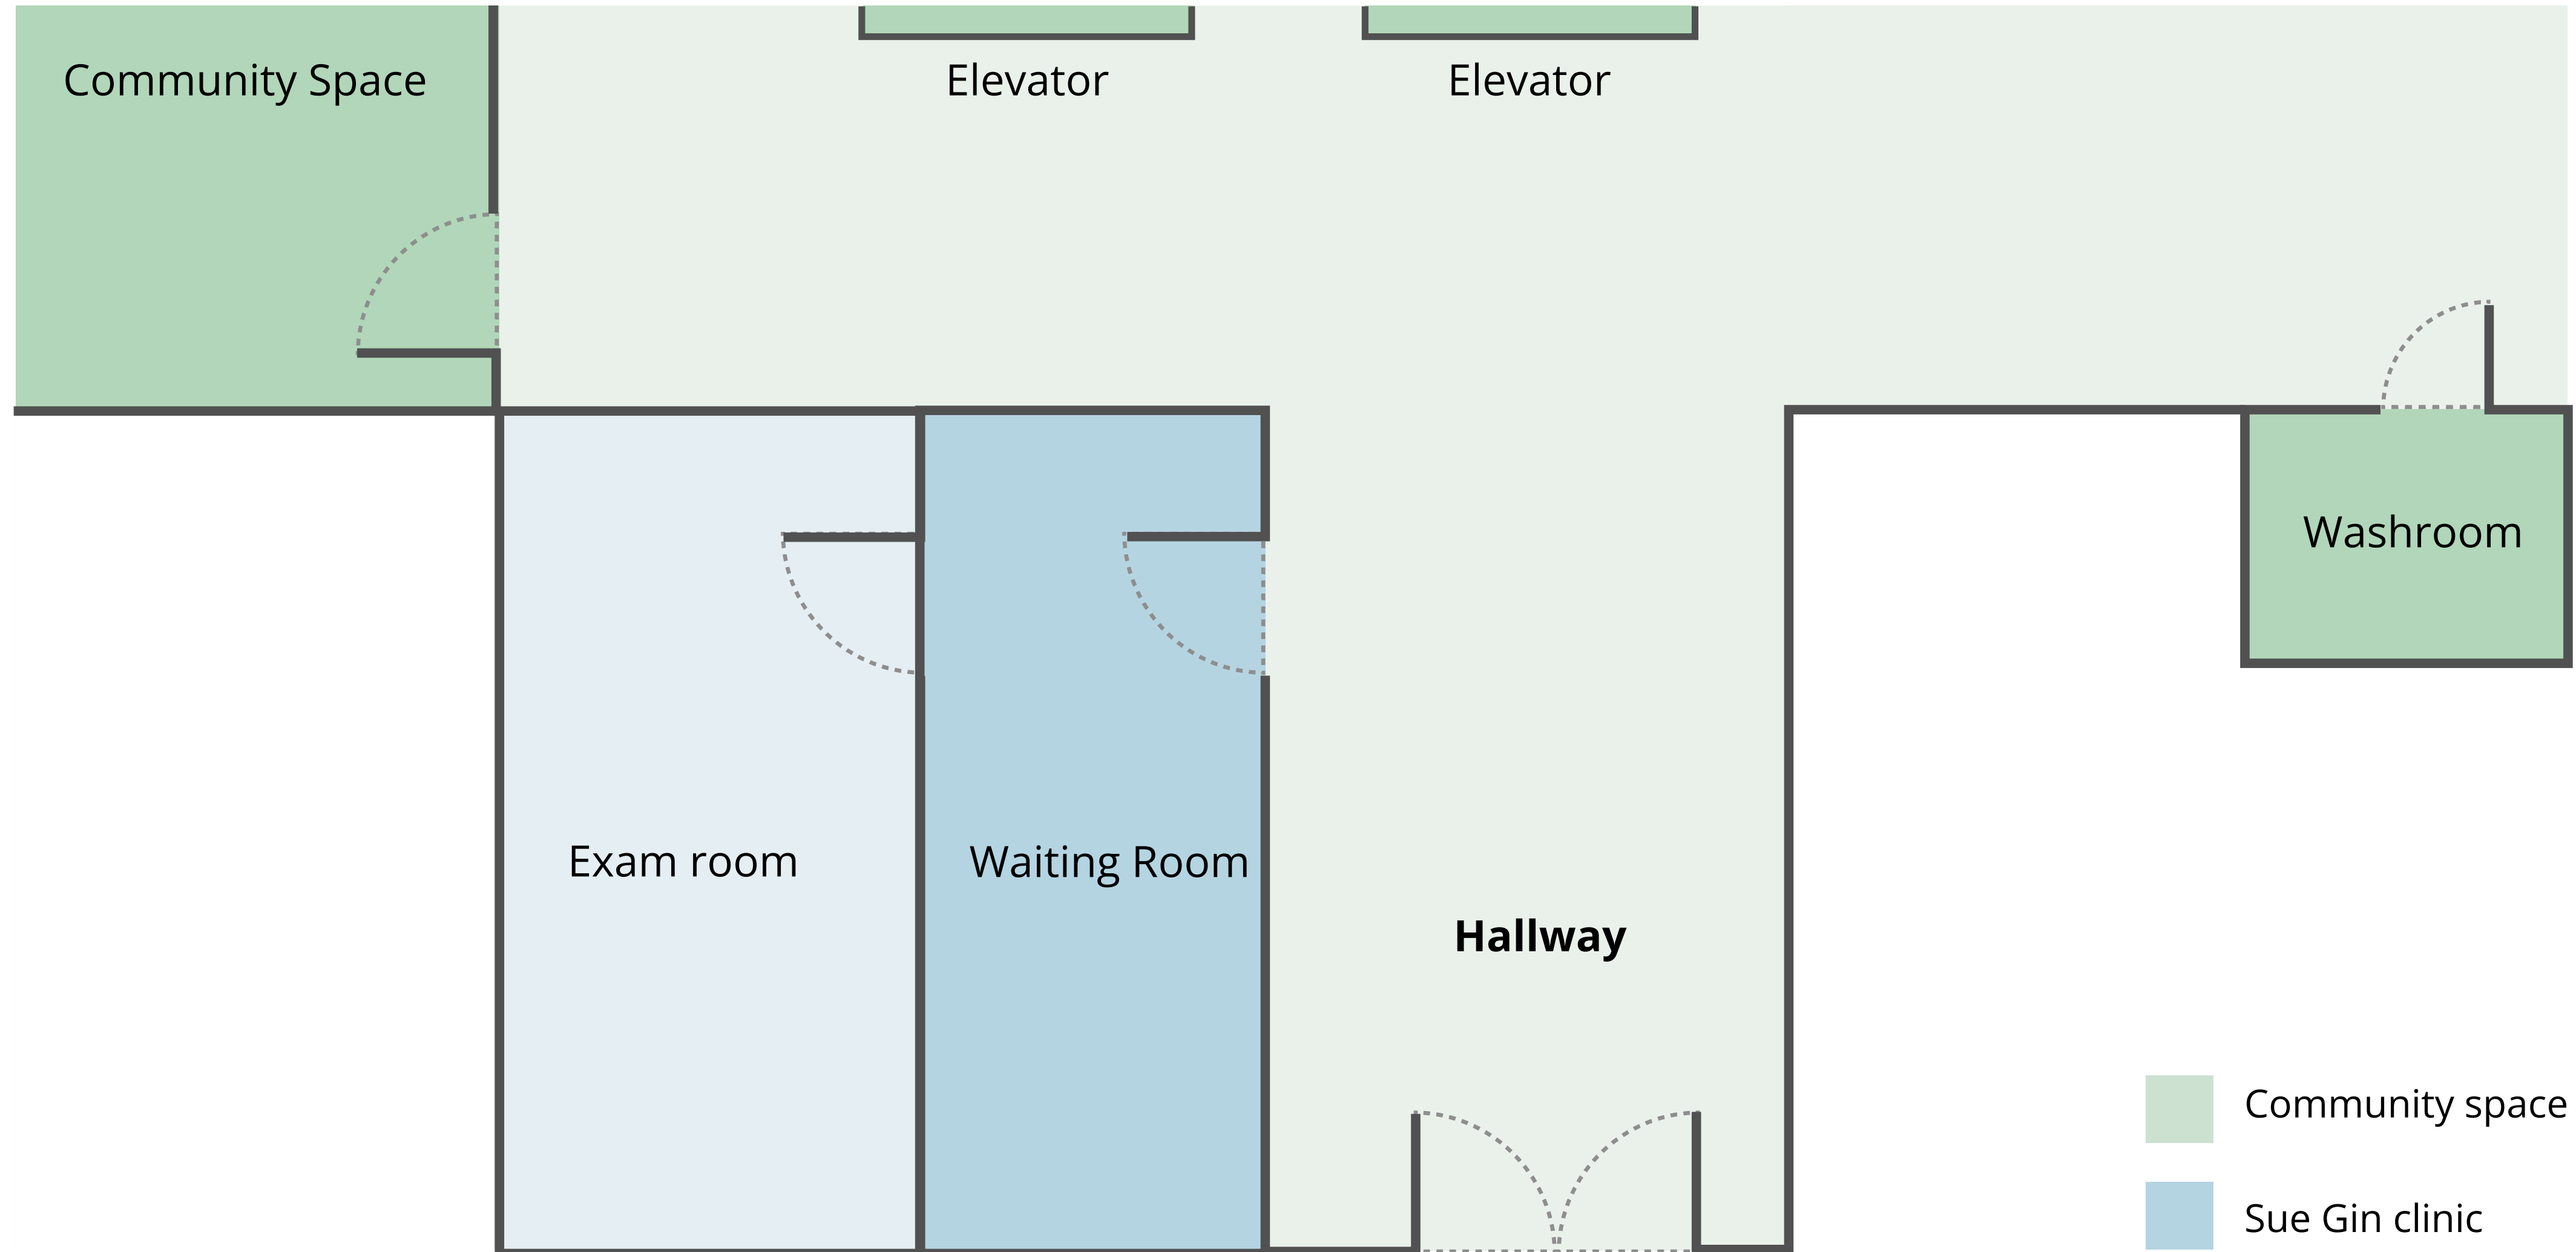 Community Space
Elevator
Elevator
Washroom
Exam room
Waiting Room
Hallway
Community space
Sue Gin clinic